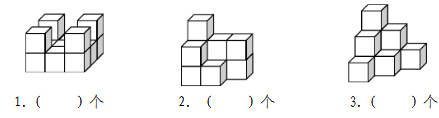 1.(　　)个　　2.(　　)个　　3.(　　)个